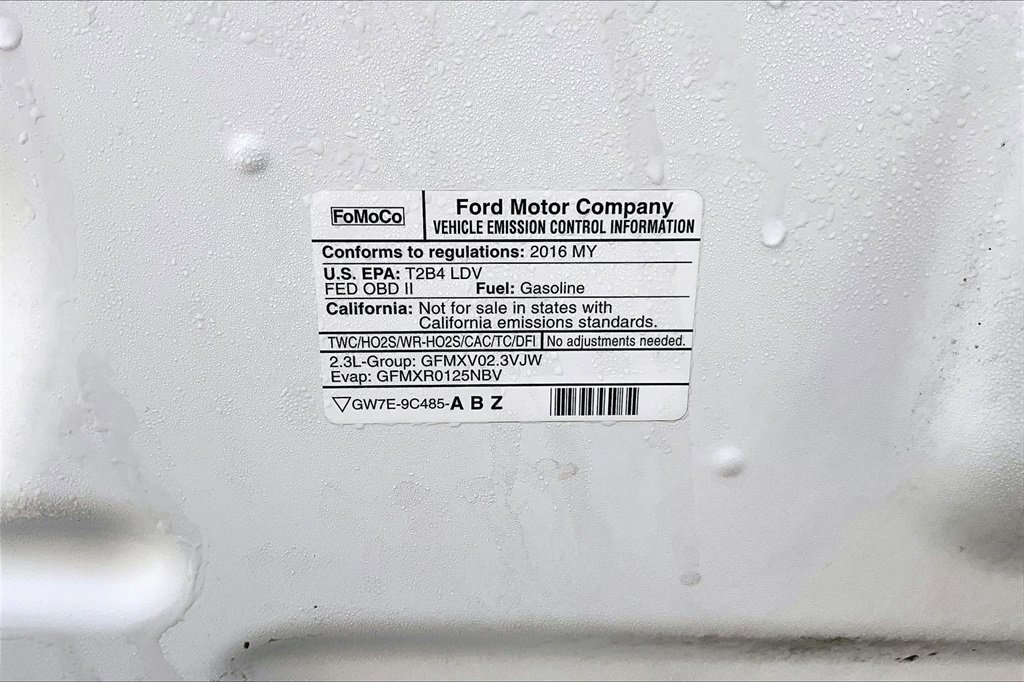 FoMoCo
Ford Motor Company
VEHICLE EMISSION CONTROL INFORMATION
Conforms to regulations: 2016 MY
U.S. EPA: T2B4 LDV
FED OBD II Fuel: Gasoline
California: Not for sale in states with
California emissions standards.
TWC/HO2S/WR-HO2S/CAC/TC/DFI No adjustments needed.
2.3L-Group: GFMXV02.3VJW
Evap: GFMXR0125NBV
GW7E-9C485-A B Z